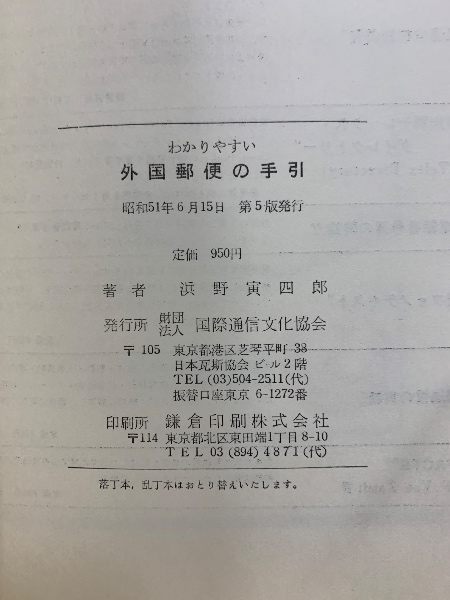 わかりやすい
外国郵便の手引
昭和51年6月15日 第5版発行
定価 950円
著者 浜野寅四郎
発行所 財団法人 国際通信文化協会
〒105 東京都港区芝琴平町38
日本瓦斯協会ビル2階
TEL (03)504-2511(代)
振替口座東京 6-1272番
印刷所 鎌倉印刷株式会社
〒114 東京都北区東田端1丁目8-10
TEL 03 (894) 4871(代)
落丁本，乱丁本はおとり替えいたします。